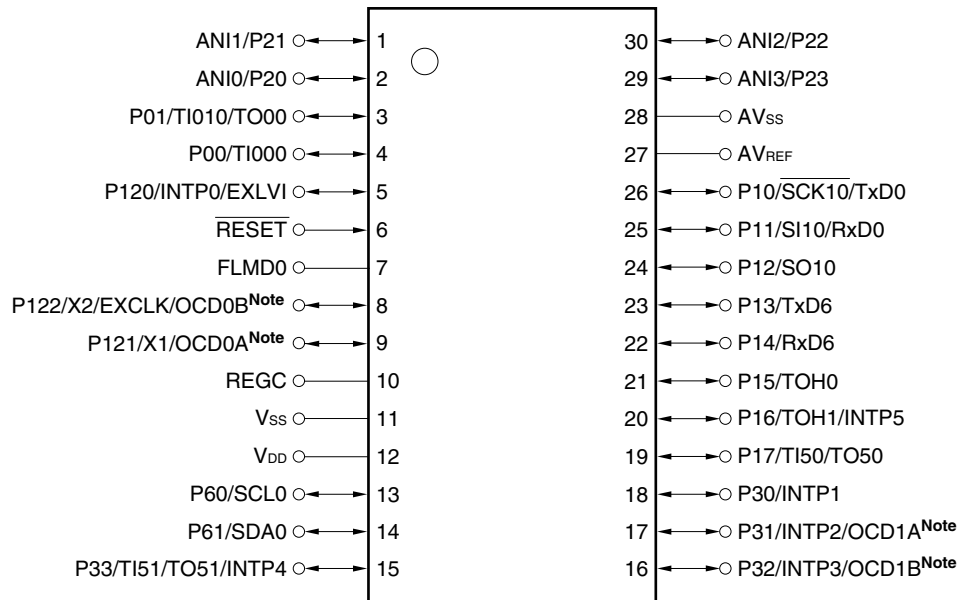 ANI1/P21 1 30 ANI2/P22
ANI0/P20 2 29 ANI3/P23
P01/TI010/TO00 3 28 AVSS
P00/TI000 4 27 AVREF
P120/INTP0/EXLVI 5 26 P10/SCK10/TxD0
RESET 6 25 P11/SI10/RxD0
FLMD0 7 24 P12/SO10
P122/X2/EXCLK/OCD0BNote 8 23 P13/TxD6
P121/X1/OCD0ANote 9 22 P14/RxD6
REGC 10 21 P15/TOH0
VSS 11 20 P16/TOH1/INTP5
VDD 12 19 P17/TI50/TO50
P60/SCL0 13 18 P30/INTP1
P61/SDA0 14 17 P31/INTP2/OCD1ANote
P33/TI51/TO51/INTP4 15 16 P32/INTP3/OCD1BNote